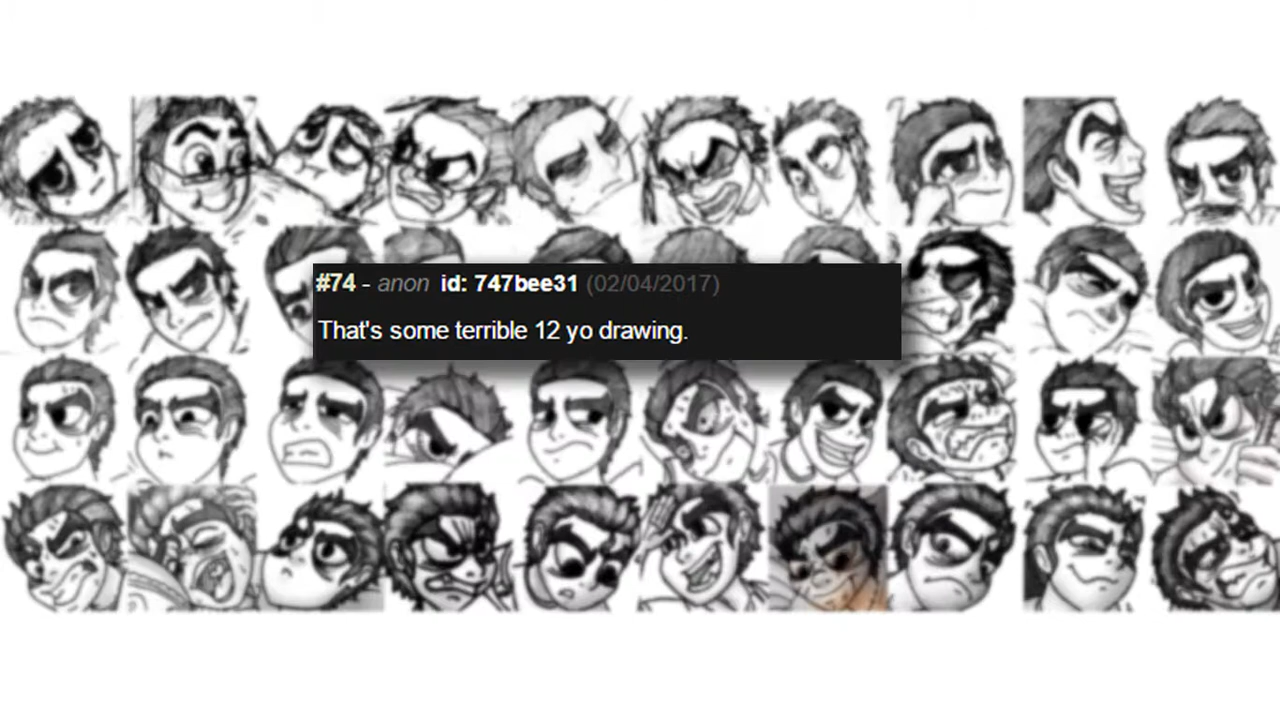 #74 - anon id: 747bee31 (02/04/2017)
That's some terrible 12 yo drawing.